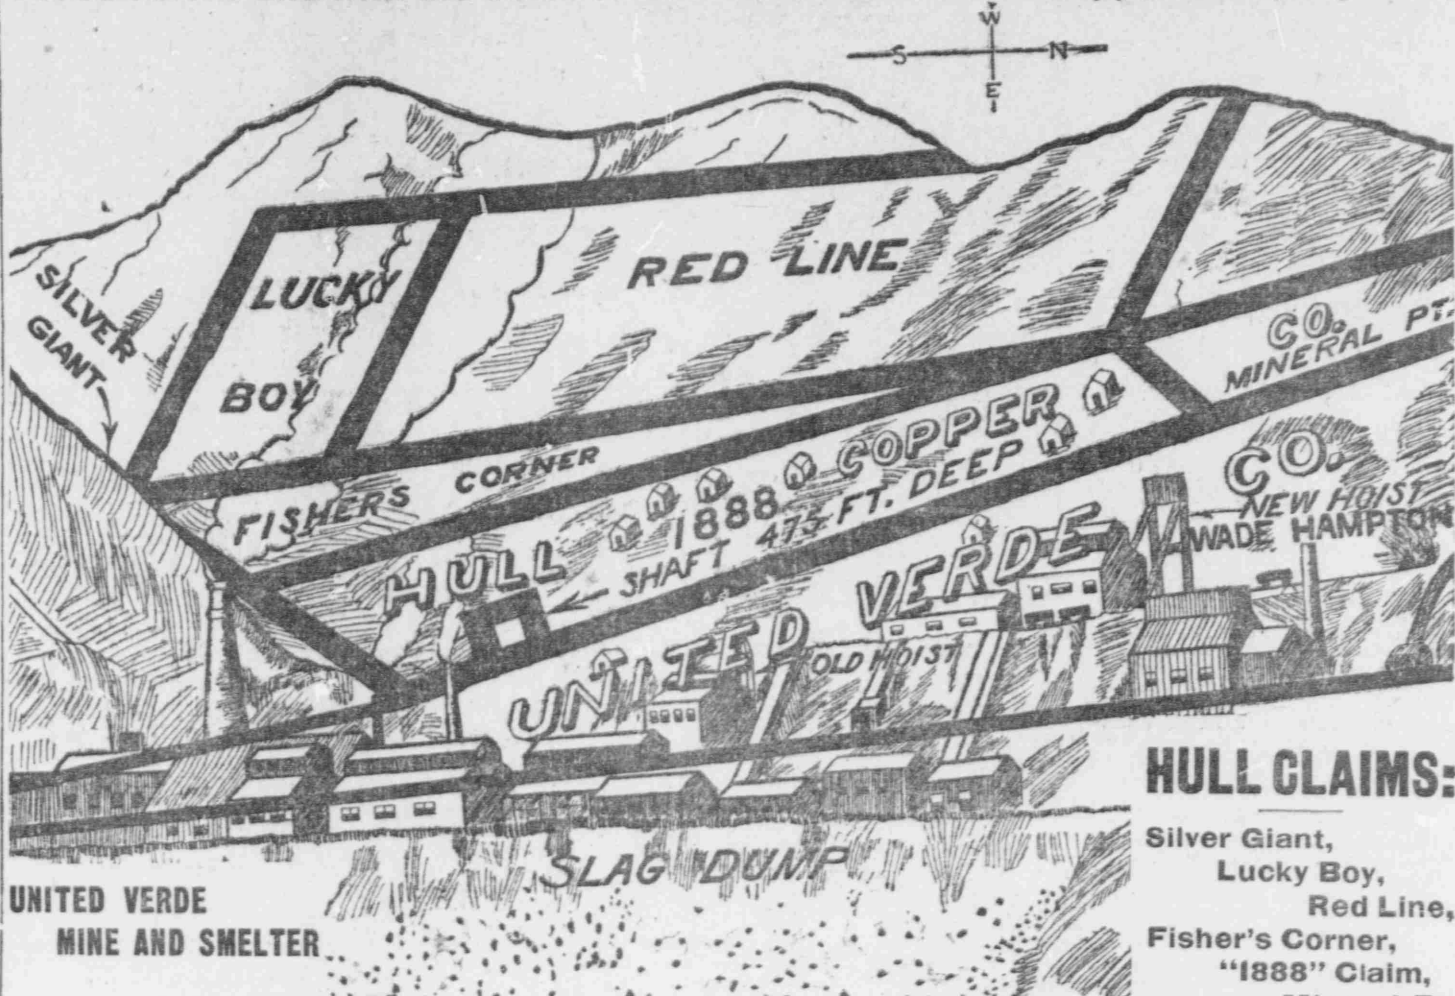 W
S N
E
SILVER
GIANT
LUCKY
BOY
RED LINE
CO.
MINERAL PT.
FISHERS CORNER
HULL 1888 COPPER
SHAFT 475 FT. DEEP
UNITED VERDE CO.
NEW HOIST
WADE HAMPTON
OLD HOIST
SLAG DUMP
UNITED VERDE
MINE AND SMELTER
HULL CLAIMS:
Silver Giant,
Lucky Boy,
Red Line,
Fisher's Corner,
"1888" Claim,